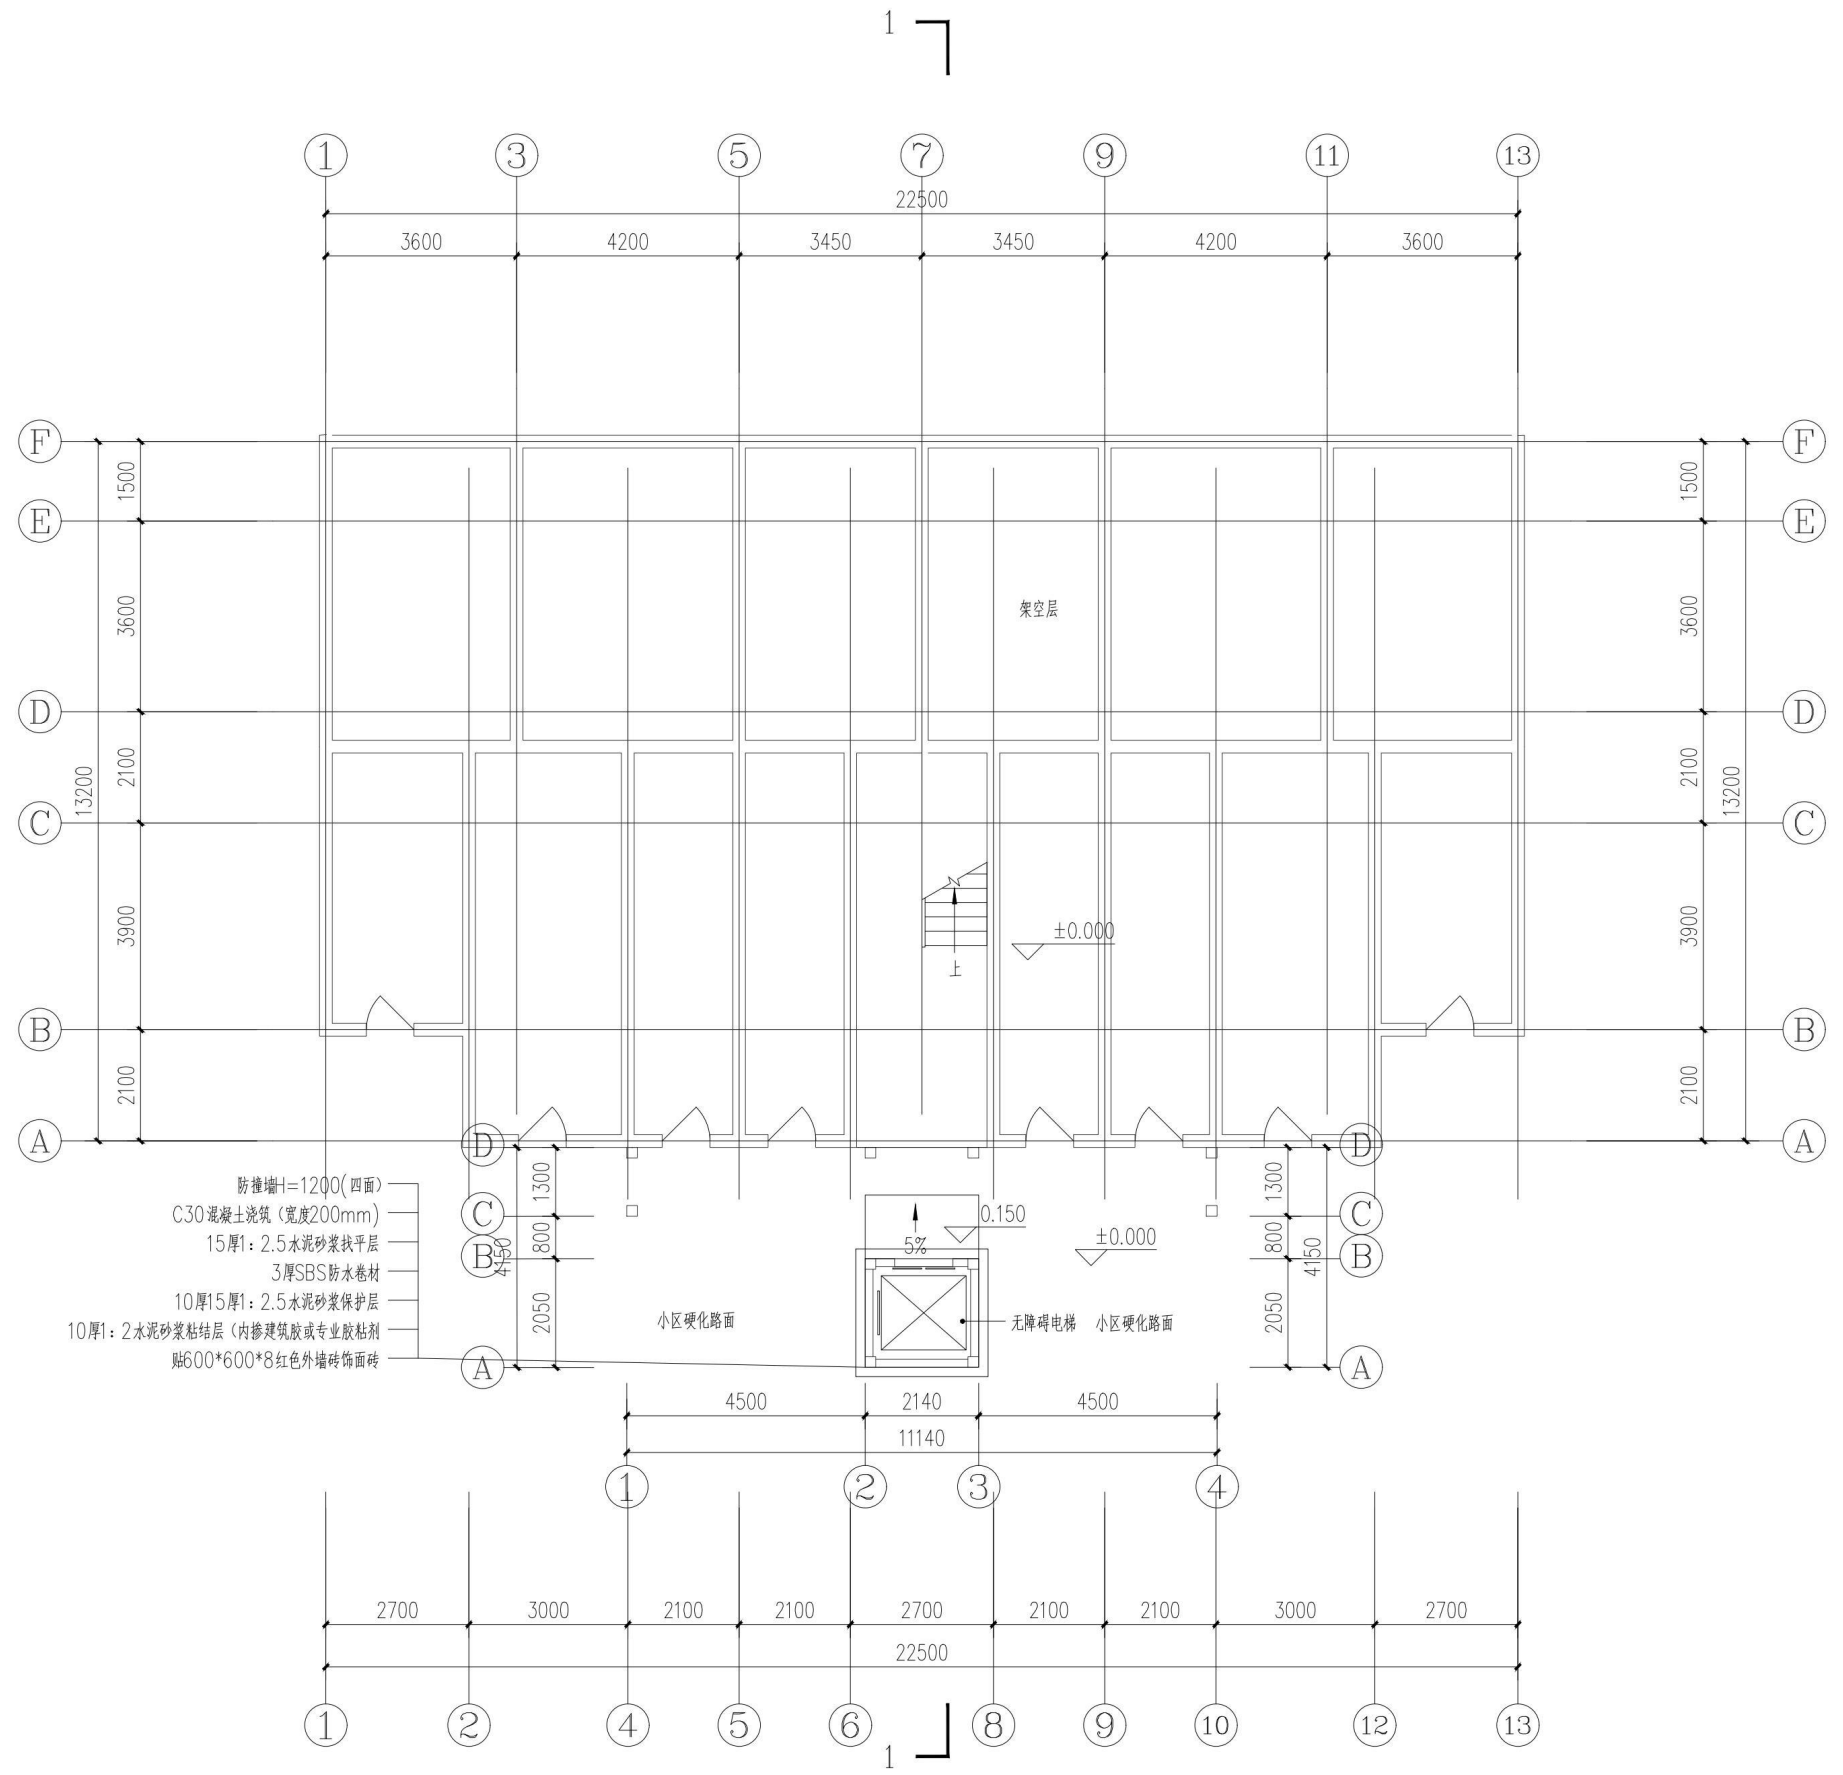 1
1 3 5 7 9 11 13
22500
3600 4200 3450 3450 4200 3600
F F
1500 1500
E E
3600 3600
架空层
D D
2100 2100
13200 13200
C C
3900 3900
±0.000
上
B B
2100 2100
A A
D D
1300 1300
防撞墙H=1200(四面)
C30混凝土浇筑（宽度200mm)
15厚1：2.5水泥砂浆找平层
3厚SBS防水卷材
10厚15厚1：2.5水泥砂浆保护层
10厚1：2水泥砂浆粘结层（内掺建筑胶或专业胶粘剂
贴600*600*8红色外墙砖饰面砖
C C
0.150
800 800
±0.000
5%
B B
4150 4150
2050 2050
小区硬化路面 无障碍电梯 小区硬化路面
A A
4500 2140 4500
11140
1 2 3 4
2700 3000 2100 2100 2700 2100 2100 3000 2700
22500
1 2 4 5 6 8 9 10 12 13
1